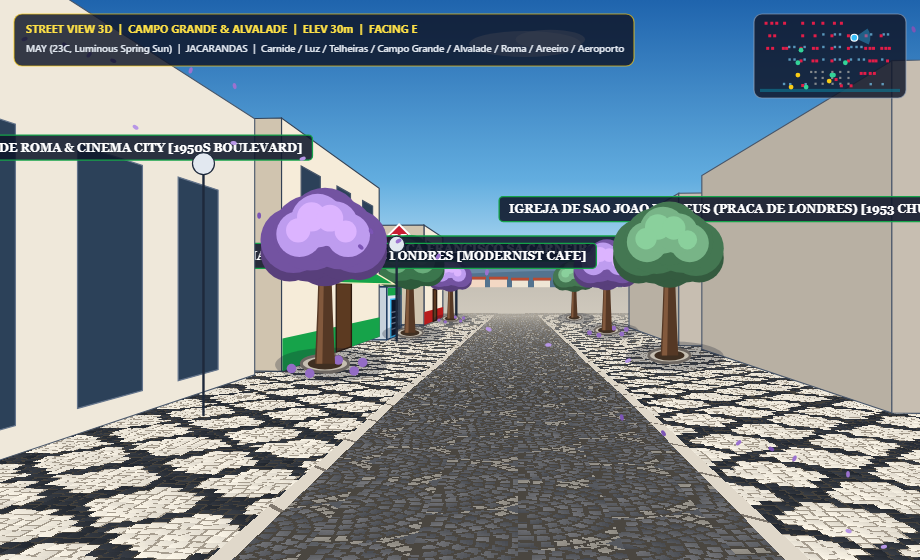 STREET VIEW 3D | CAMPO GRANDE & ALVALADE | ELEV 30m | FACING E
MAY (23C, Luminous Spring Sun) | JACARANDAS | Carnide / Luz / Telheiras / Campo Grande / Alvalade / Roma / Areeiro / Aeroporto
DE ROMA & CINEMA CITY [1950S BOULEVARD]
IGREJA DE SAO JOAO [1953
LONDRES [MODERNIST CAFE]
(PRACA DE LONDRES)